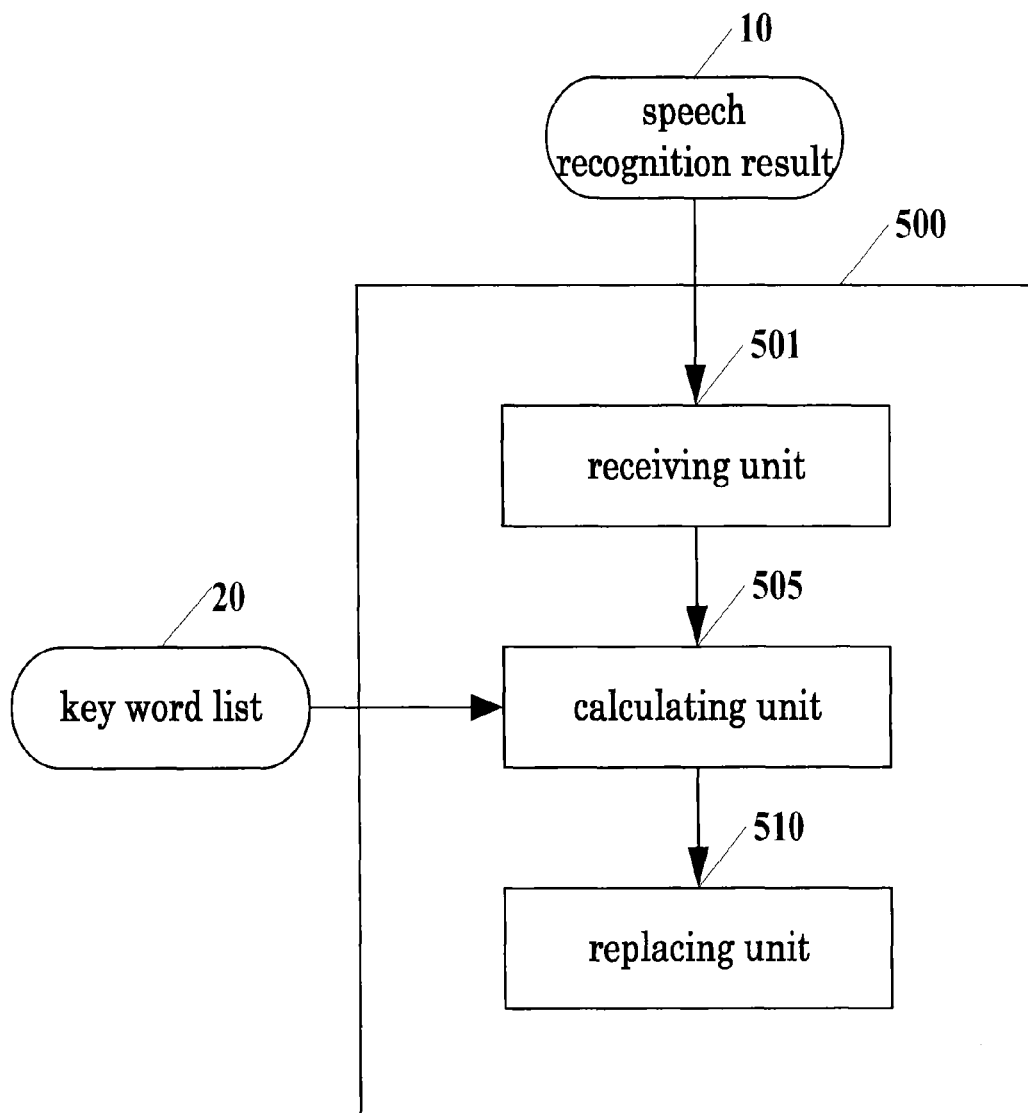 10
speech
recognition result
500
501
receiving unit
20
505
key word list
calculating unit
510
replacing unit